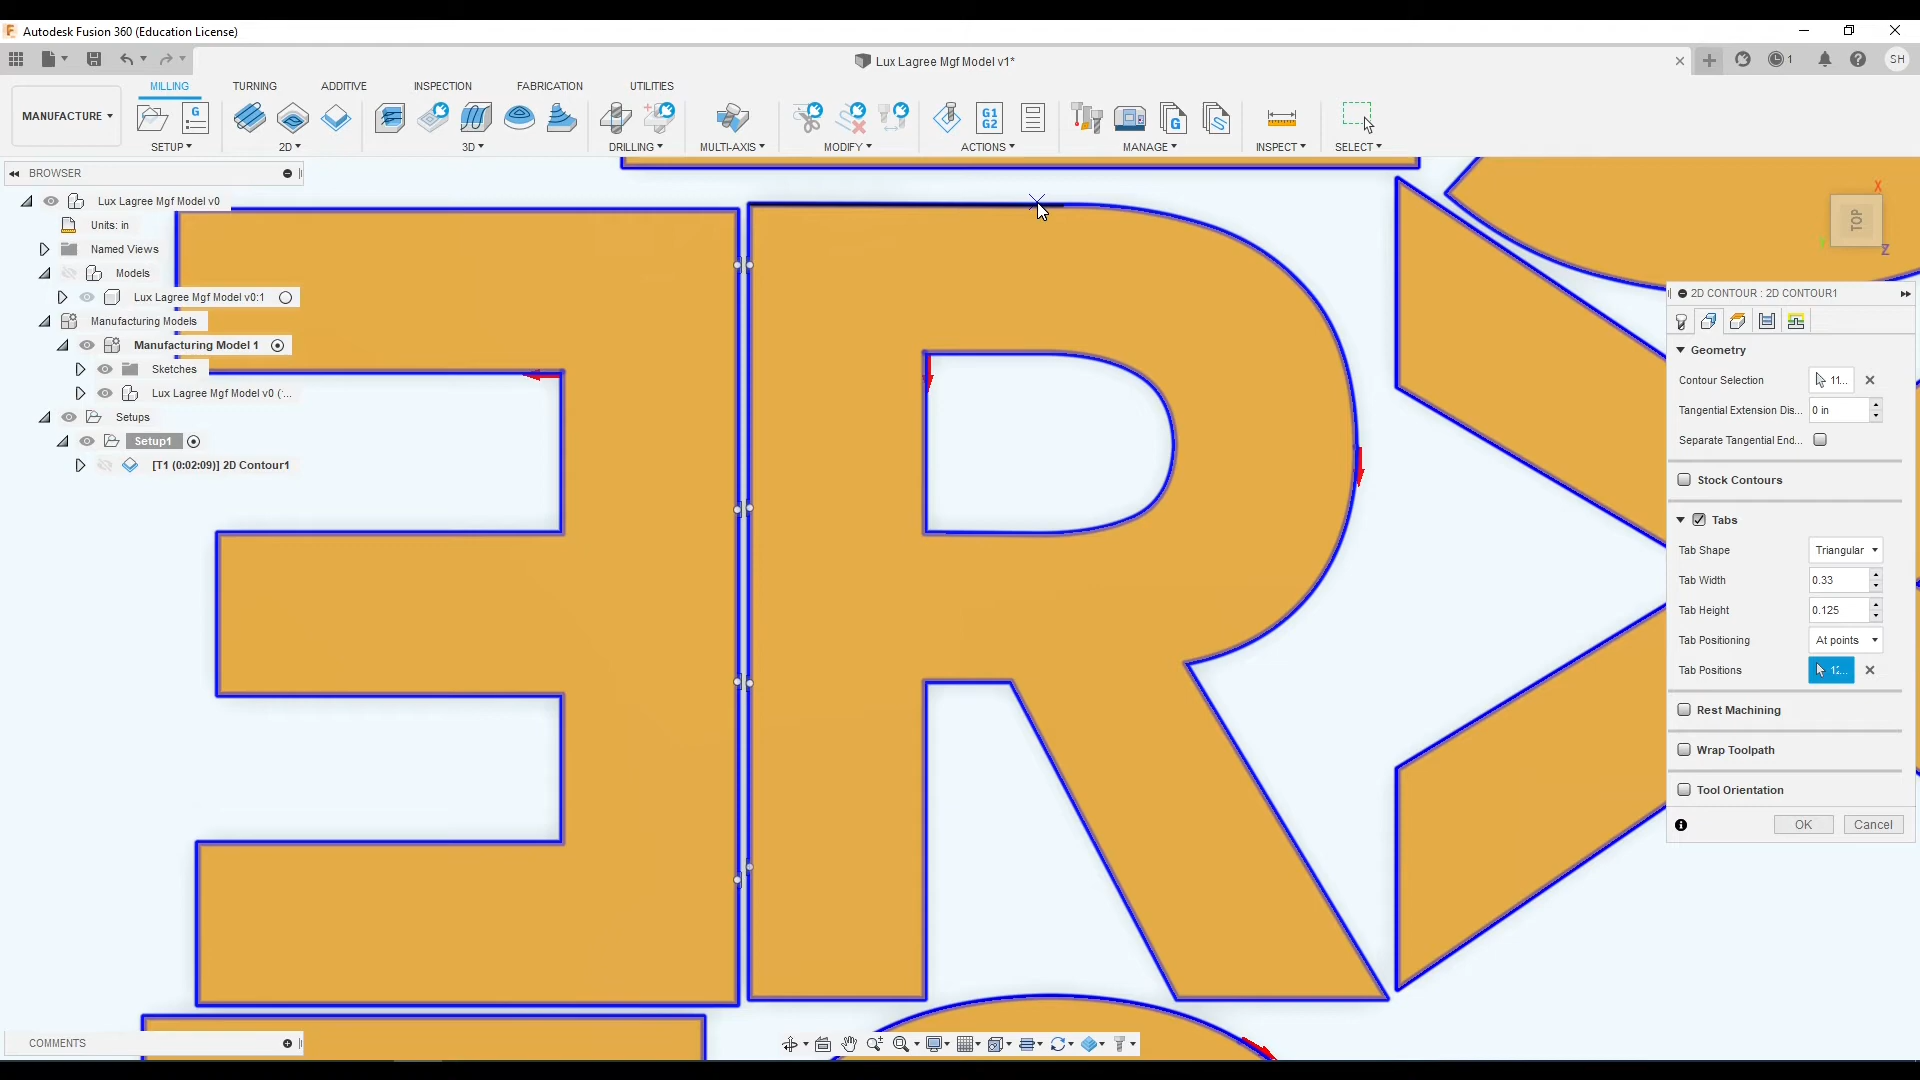 Autodesk Fusion 360 (Education License)
Lux Lagree Mgf Model v1*
1
SH
MILLING
TURNING
ADDITIVE
INSPECTION
FABRICATION
UTILITIES
MANUFACTURE
G1
G2
G
SETUP
2D
3D
DRILLING
MULTI-AXIS
MODIFY
ACTIONS
MANAGE
INSPECT
SELECT
BROWSER
Lux Lagree Mgf Model v0
Units: in
Named Views
Models
Lux Lagree Mgf Model v0:1
Manufacturing Models
Manufacturing Model 1
Sketches
Lux Lagree Mgf Model v0 (:...
Setups
Setup1
[T1 (0:02:09)] 2D Contour1
E
R
X
TOP
Y
Z
2D CONTOUR : 2D CONTOUR1
Geometry
Contour Selection
11...
Tangential Extension Dis...
0 in
Separate Tangential End...
Stock Contours
Tabs
Tab Shape
Triangular
Tab Width
0.33
Tab Height
0.125
Tab Positioning
At points
Tab Positions
Rest Machining
Wrap Toolpath
Tool Orientation
OK
Cancel
COMMENTS